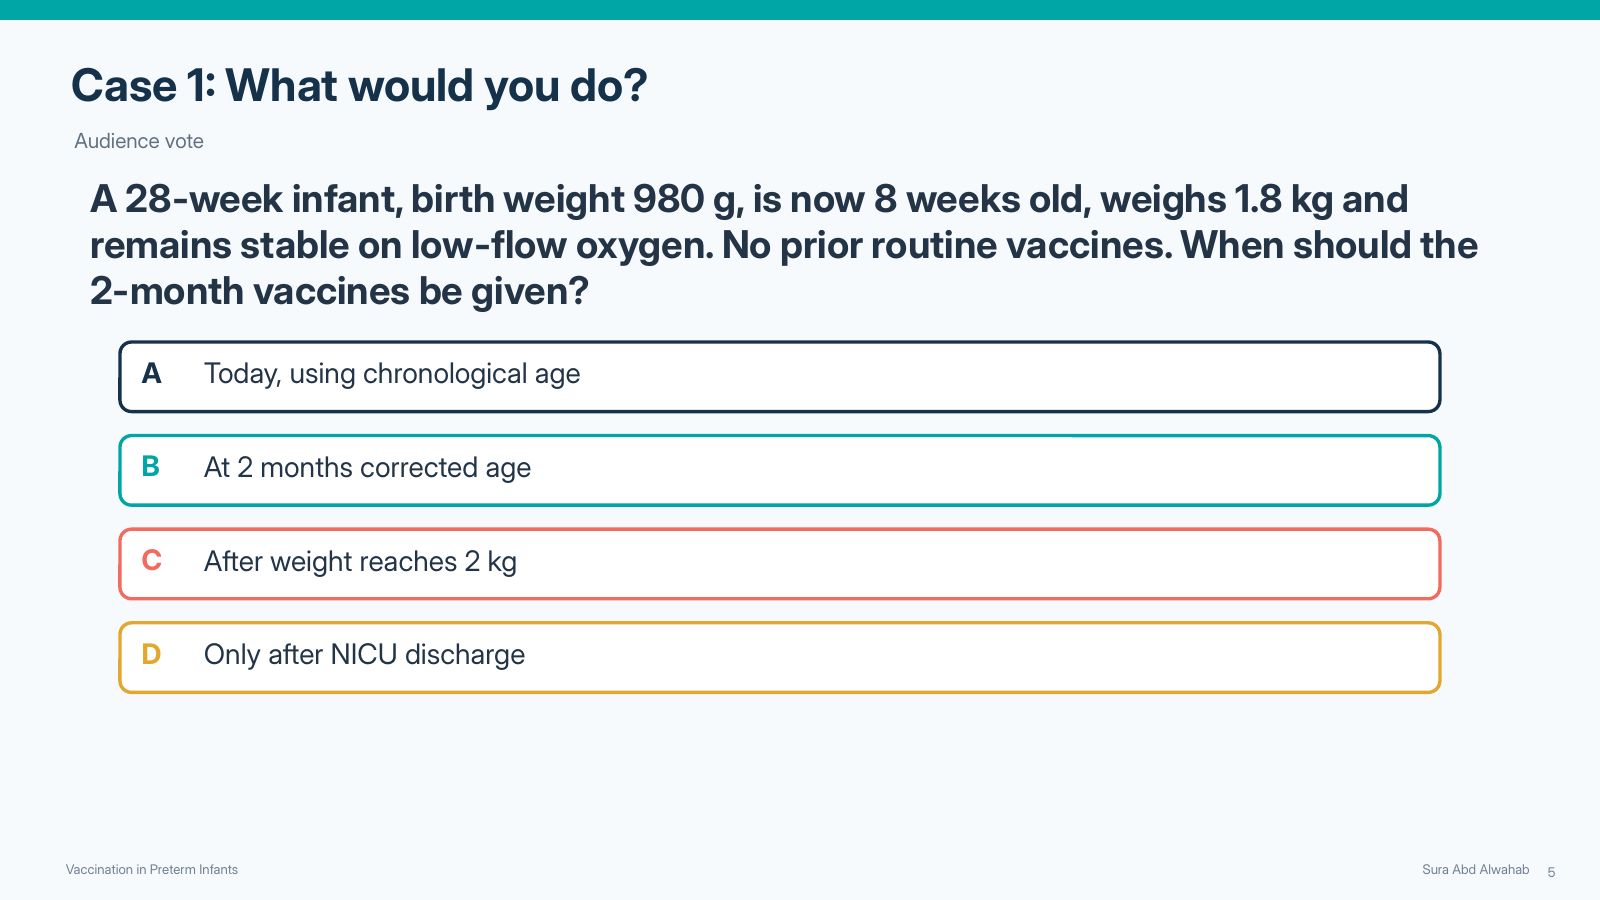 Case 1: What would you do?
Audience vote
A 28-week infant, birth weight 980 g, is now 8 weeks old, weighs 1.8 kg and
remains stable on low-flow oxygen. No prior routine vaccines. When should the
2-month vaccines be given?
A Today, using chronological age
B At 2 months corrected age
C After weight reaches 2 kg
D Only after NICU discharge
Vaccination in Preterm Infants
Sura Abd Alwahab 5